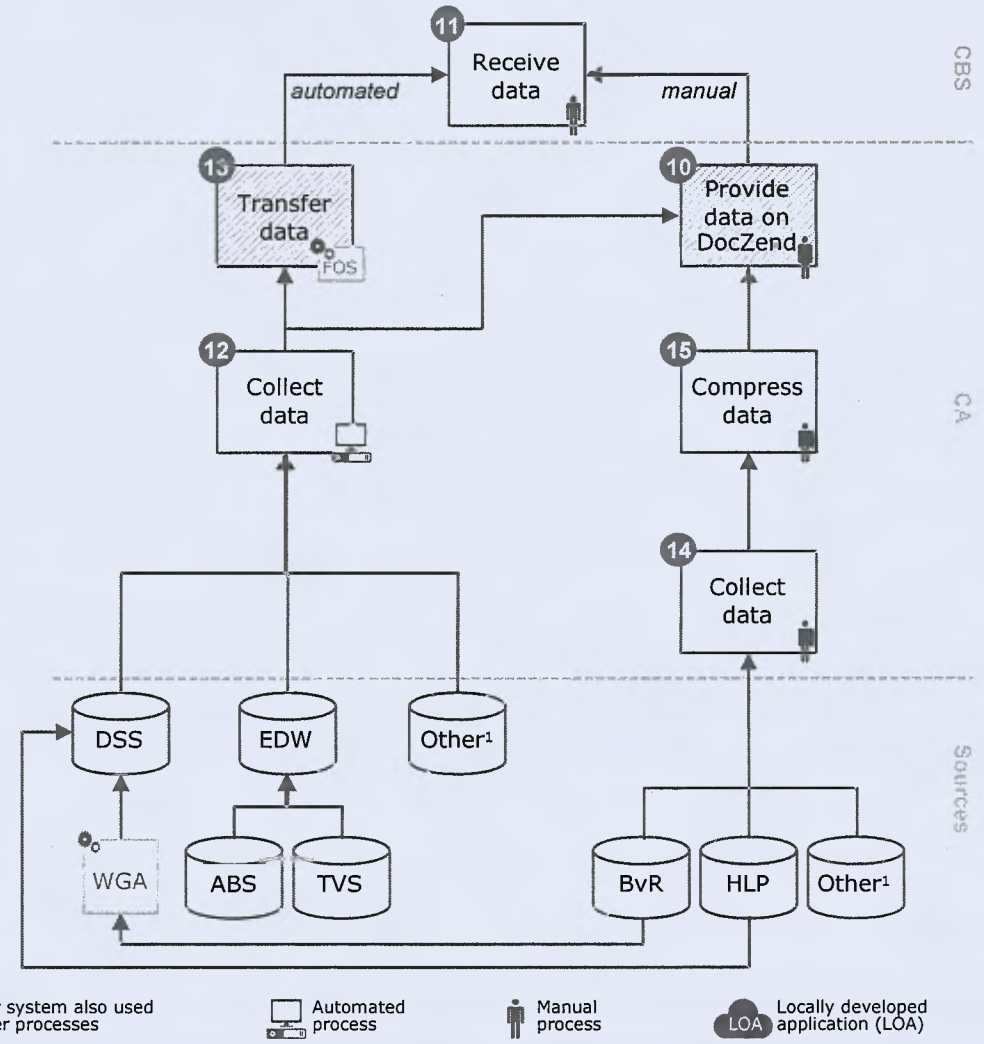 11
Receive
data
CBS
automated
manual
13
Transfer
data
FOS
10
Provide
data on
DocZend
12
Collect
data
15
Compress
data
CA
14
Collect
data
DSS
EDW
Other¹
Sources
WGA
ABS
TVS
BvR
HLP
Other¹
system also used
er processes
Automated
process
Manual
process
LOA
Locally developed
application (LOA)